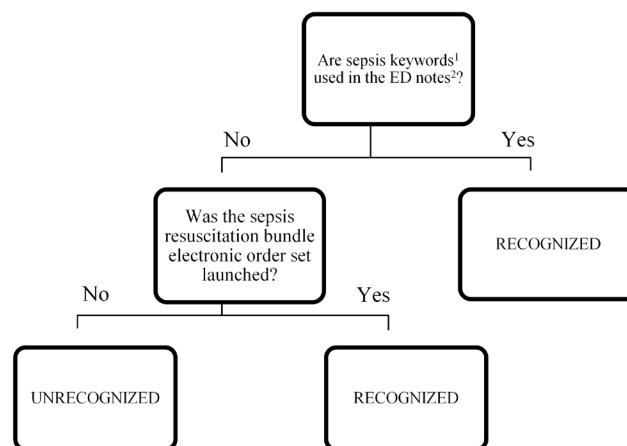 Are sepsis keywords¹
used in the ED notes²?
No
Yes
Was the sepsis
resuscitation bundle
electronic order set
launched?
RECOGNIZED
No
Yes
UNRECOGNIZED
RECOGNIZED